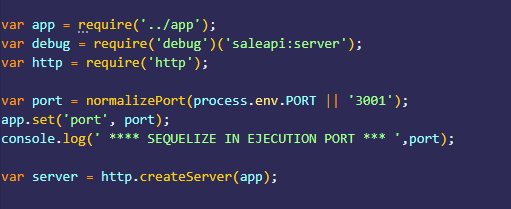 var app = require('../app');
var debug = require('debug')('saleapi:server');
var http = require('http');
var port = normalizePort(process.env.PORT || '3001');
app.set('port', port);
console.log(' **** SEQUELIZE IN EJECUTION PORT *** ',port);
var server = http.createServer(app);